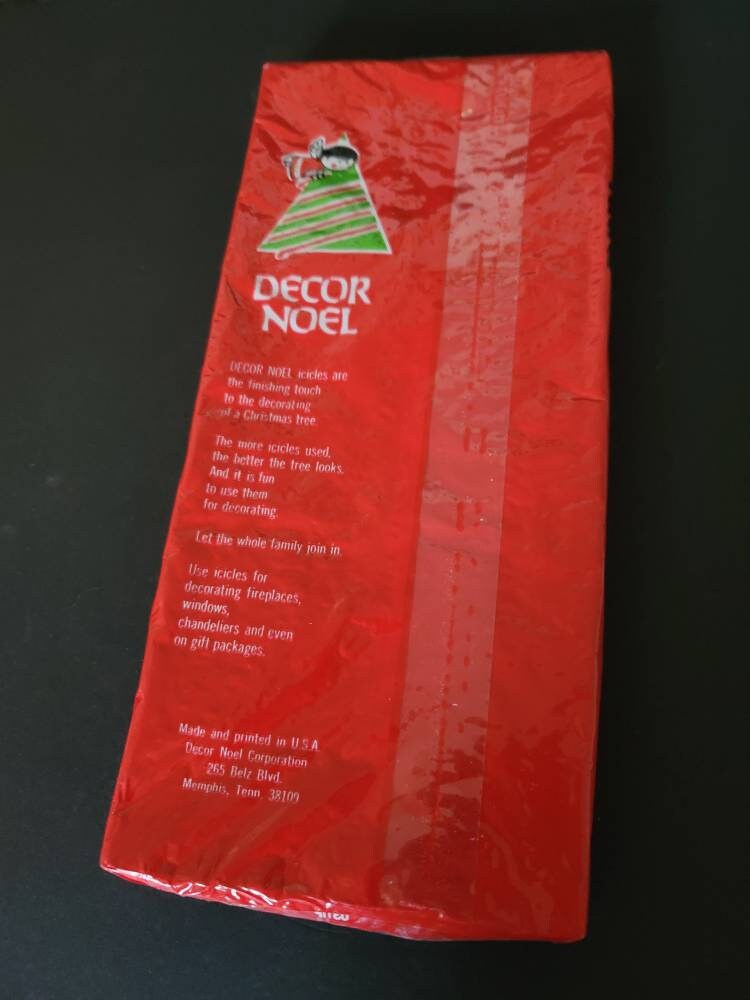 DECOR
NOEL
DECOR NOEL icicles are
the finishing touch
to the decorating
of a Christmas tree
The more icicles used,
the better the tree looks.
And it is fun
to use them
for decorating.
Let the whole family join in.
Use icicles for
decorating fireplaces,
windows,
chandeliers and even
on gift packages.
Made and printed in U.S.A.
Decor Noel Corporation
265 Belz Blvd.
Memphis, Tenn. 38109